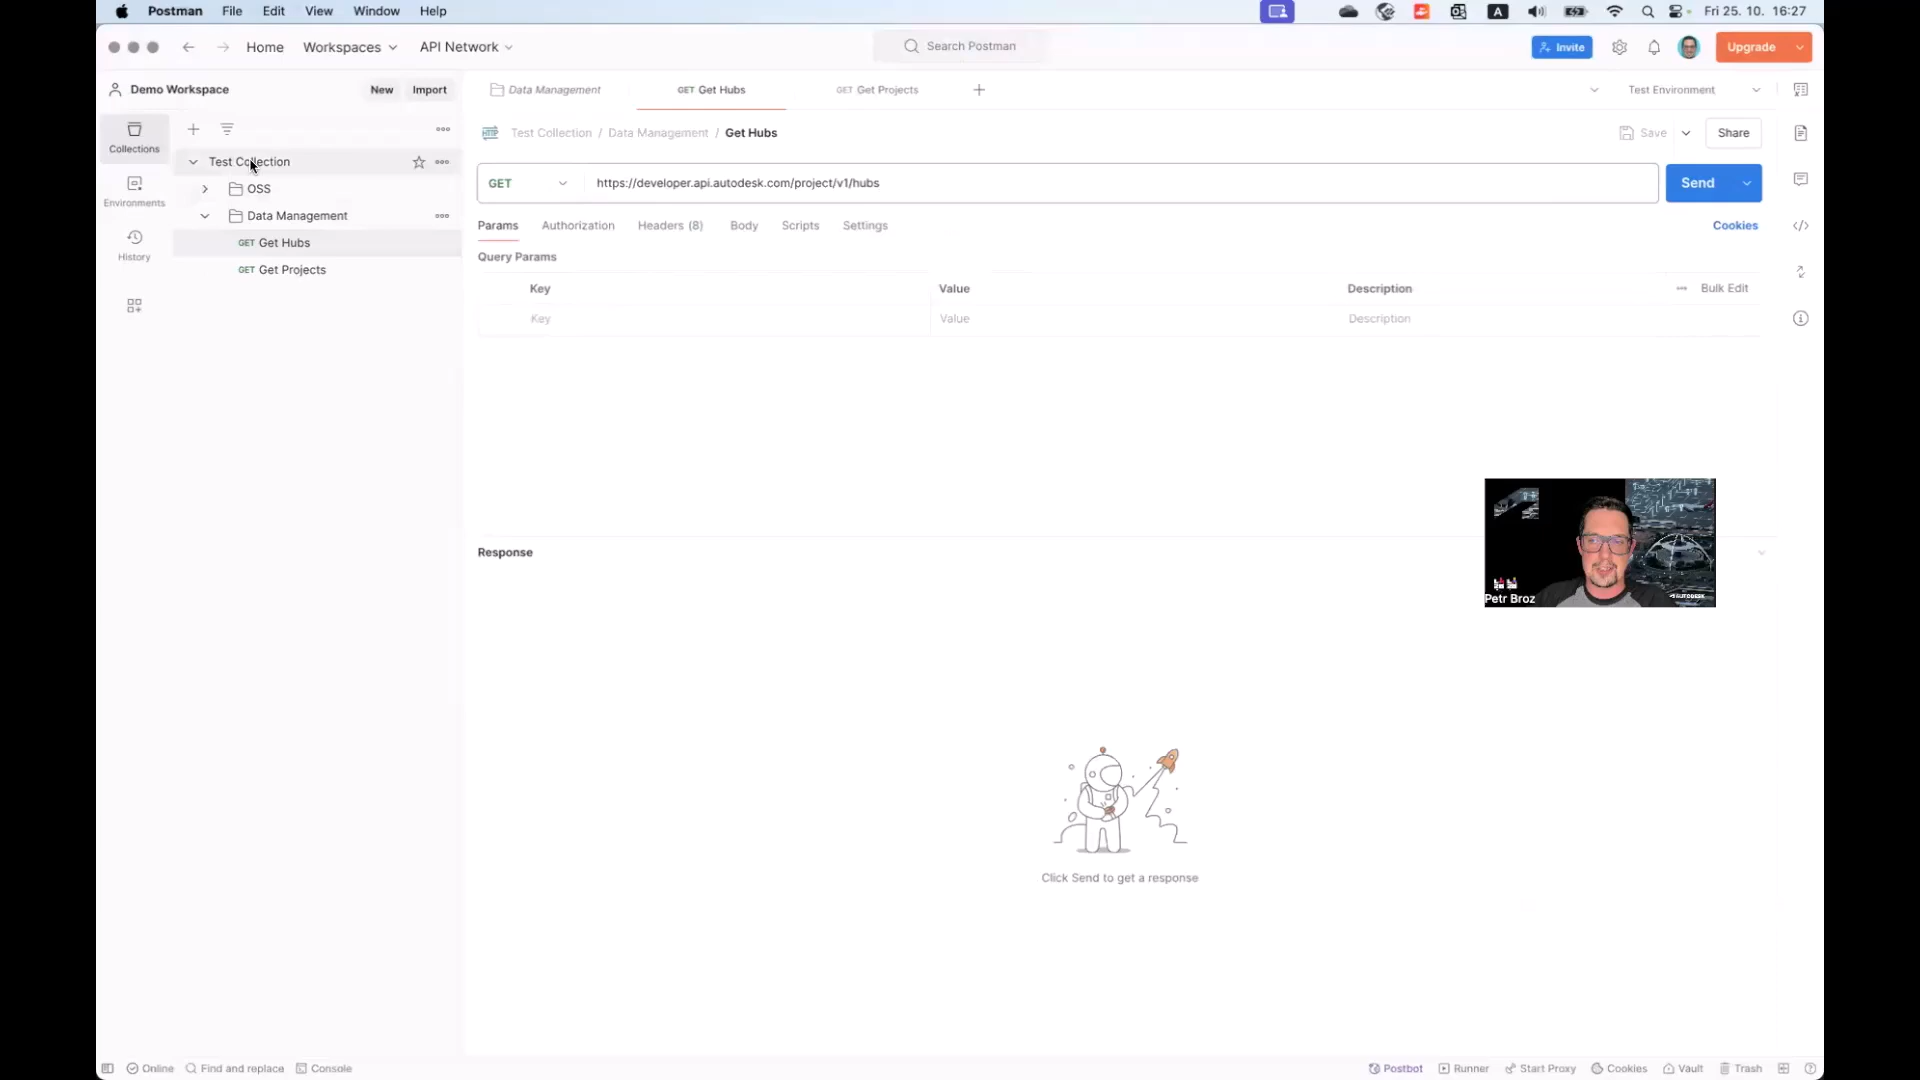 Postman File Edit View Window Help
A Fri 25. 10. 16:27
Home Workspaces API Network Search Postman Invite Upgrade
Demo Workspace New Import
Data Management GET Get Hubs GET Get Projects Test Environment
Collections
Test Collection / Data Management / Get Hubs Save Share
Test Collection
GET https://developer.api.autodesk.com/project/v1/hubs Send
OSS
Environments
Data Management
Params Authorization Headers (8) Body Scripts Settings Cookies
GET Get Hubs
History
Query Params
GET Get Projects
Key Value Description Bulk Edit
Key Value Description
Response
AUTODESK
Petr Broz
Click Send to get a response
Online Find and replace Console Postbot Runner Start Proxy Cookies Vault Trash